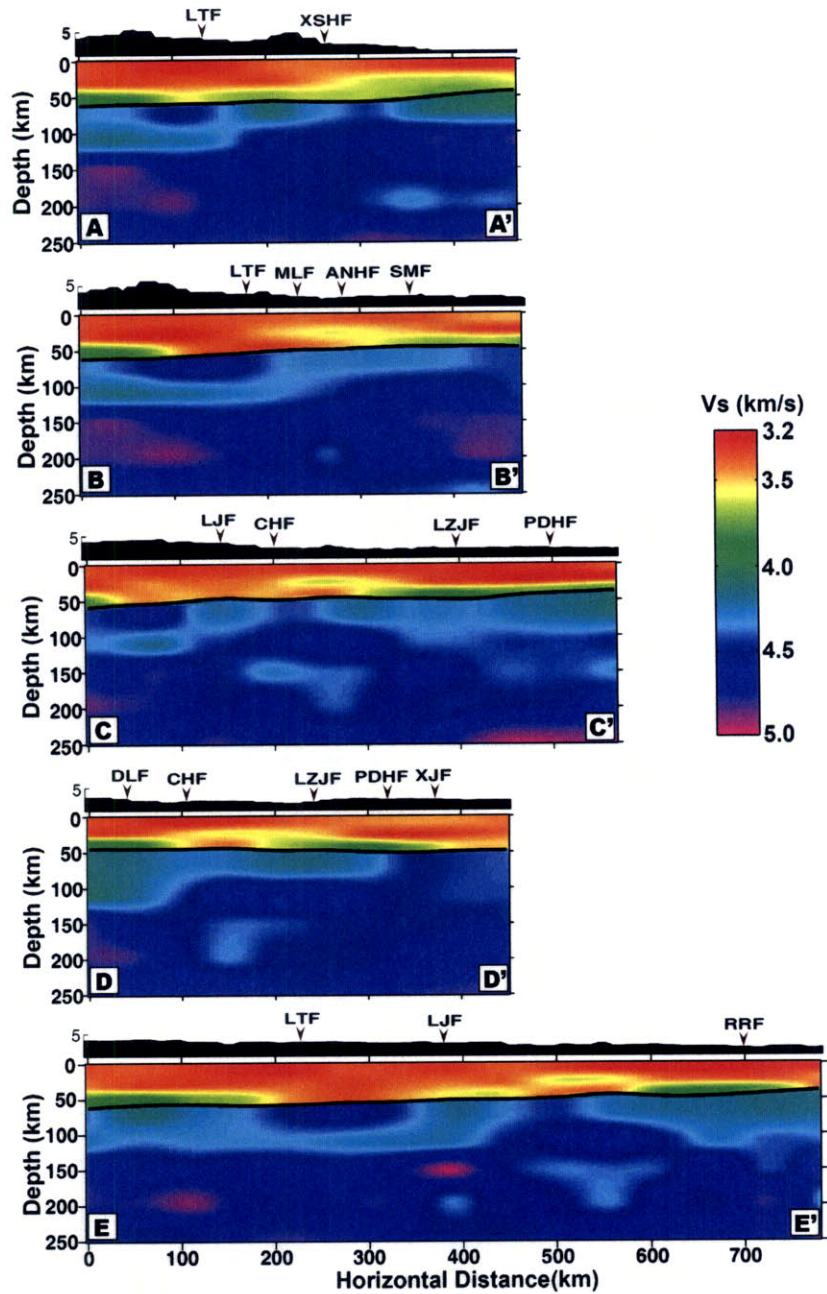 LTF XSHF
5
0
50
100
150
200
250
Depth (km)
A A'
LTF MLF ANHF SMF
5
0
50
100
150
200
250
Depth (km)
B B'
Vs (km/s)
3.2
3.5
4.0
4.5
5.0
LJF CHF LZJF PDHF
5
0
50
100
150
200
250
Depth (km)
C C'
DLF CHF LZJF PDHF XJF
5
0
50
100
150
200
250
Depth (km)
D D'
LTF LJF RRF
5
0
50
100
150
200
250
Depth (km)
E E'
0 100 200 300 400 500 600 700
Horizontal Distance(km)